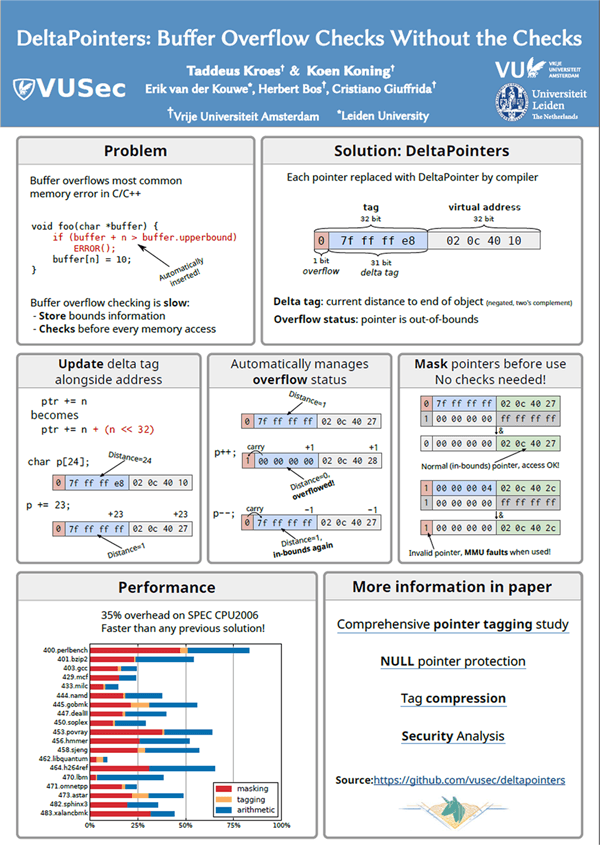 DeltaPointers: Buffer Overflow Checks Without the Checks
Taddeus Kroes† & Koen Koning†
Erik van der Kouwe*, Herbert Bos†, Cristiano Giuffrida†
†Vrije Universiteit Amsterdam *Leiden University
VUSec
VU VRIJE UNIVERSITEIT AMSTERDAM
Universiteit
Leiden
The Netherlands
Problem
Buffer overflows most common
memory error in C/C++
void foo(char *buffer) {
if (buffer + n > buffer.upperbound)
ERROR();
buffer[n] = 10;
}
Automatically
inserted!
Buffer overflow checking is slow:
- Store bounds information
- Checks before every memory access
Solution: DeltaPointers
Each pointer replaced with DeltaPointer by compiler
tag virtual address
32 bit 32 bit
0 7f ff ff e8 02 0c 40 10
1 bit 31 bit
overflow delta tag
Delta tag: current distance to end of object (negated, two's complement)
Overflow status: pointer is out-of-bounds
Update delta tag
alongside address
ptr += n
becomes
ptr += n + (n << 32)
Distance=24
char p[24];
0 7f ff ff e8 02 0c 40 10
p += 23;
+23 +23
0 7f ff ff ff 02 0c 40 27
Distance=1
Automatically manages
overflow status
Distance=1
0 7f ff ff ff 02 0c 40 27
p++; carry +1 +1
1 00 00 00 00 02 0c 40 28
Distance=0,
overflowed!
p--; carry −1 −1
0 7f ff ff ff 02 0c 40 27
Distance=1,
in-bounds again
Mask pointers before use
No checks needed!
0 7f ff ff ff 02 0c 40 27
1 00 00 00 00 ff ff ff ff
&
0 00 00 00 00 02 0c 40 27
Normal (in-bounds) pointer, access OK!
1 00 00 00 04 02 0c 40 2c
1 00 00 00 00 ff ff ff ff
&
1 00 00 00 00 02 0c 40 2c
Invalid pointer, MMU faults when used!
Performance
35% overhead on SPEC CPU2006
Faster than any previous solution!
400.perlbench
401.bzip2
403.gcc
429.mcf
433.milc
444.namd
445.gobmk
447.dealII
450.soplex
453.povray
456.hmmer
458.sjeng
462.libquantum
464.h264ref
470.lbm
471.omnetpp
473.astar
482.sphinx3
483.xalancbmk
masking
tagging
arithmetic
0% 25% 50% 75% 100%
More information in paper
Comprehensive pointer tagging study
NULL pointer protection
Tag compression
Security Analysis
Source:https://github.com/vusec/deltapointers